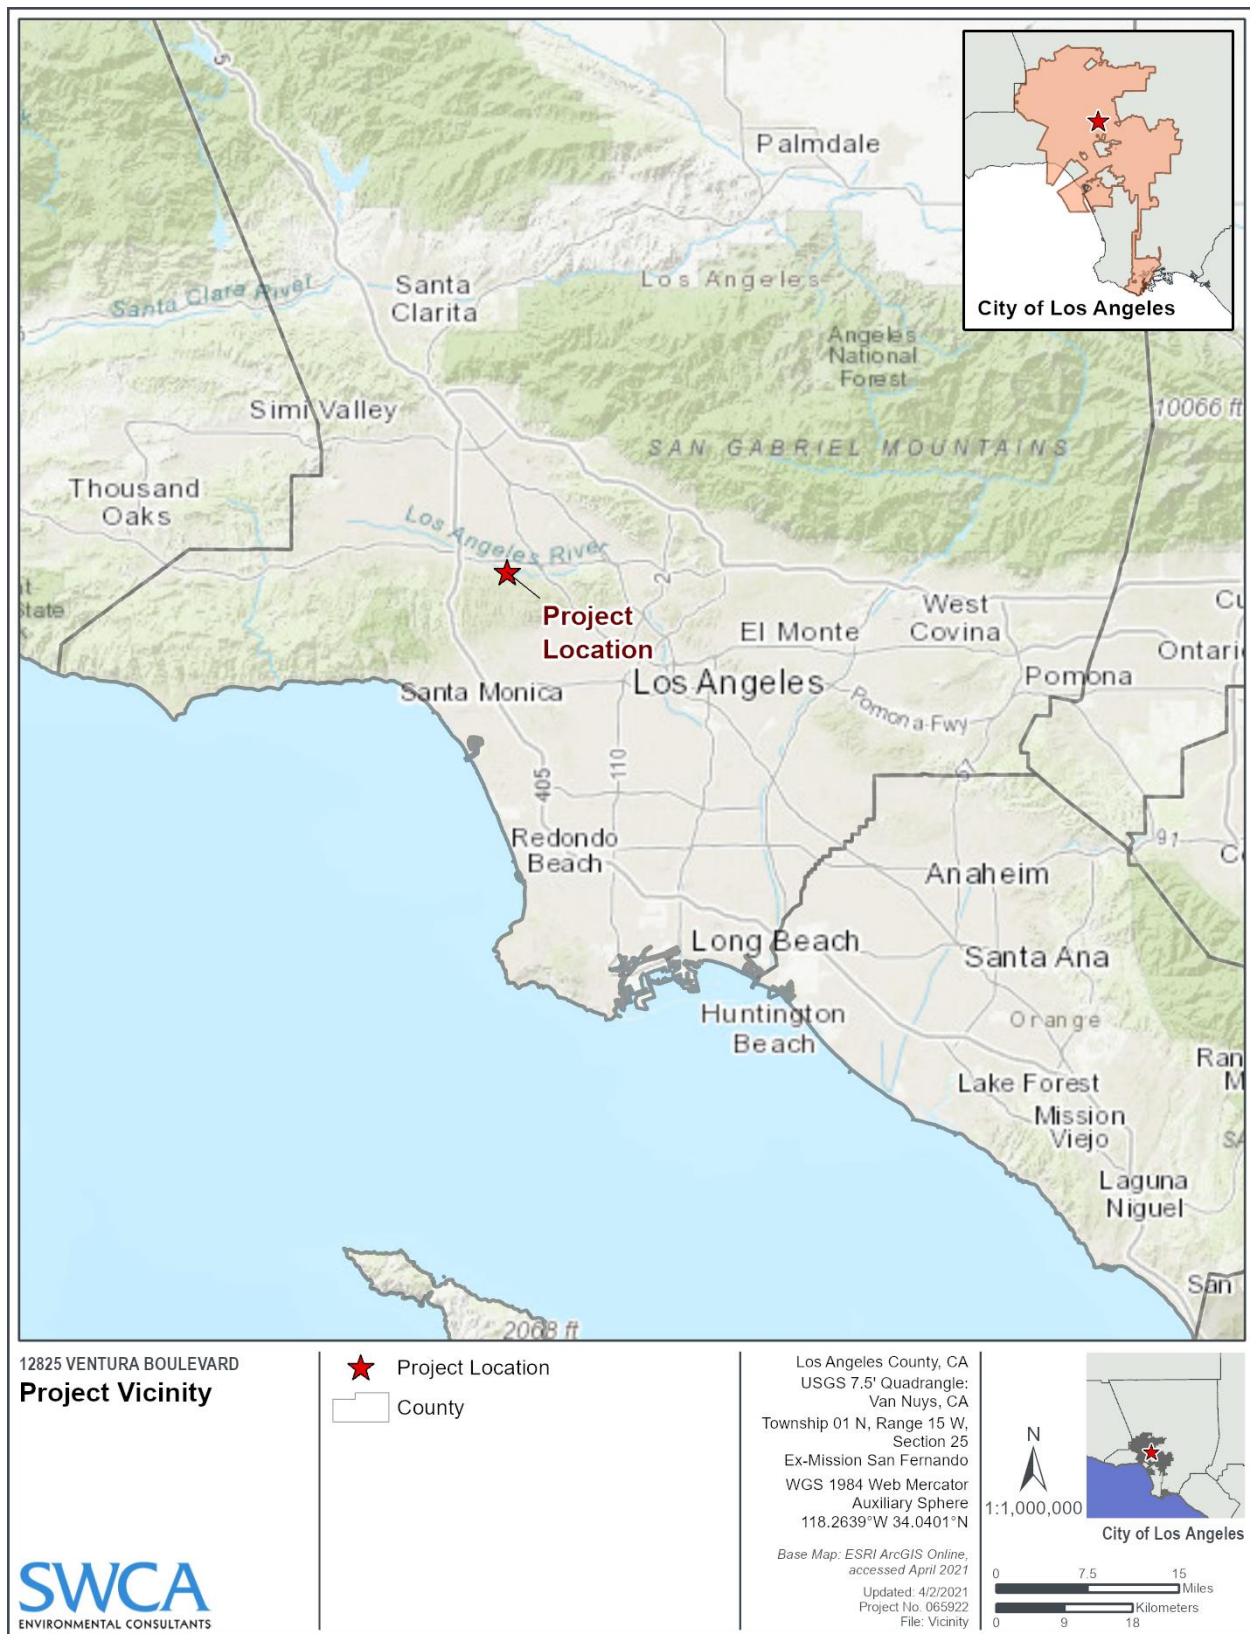 5
Palmdale
City of Los Angeles
Santa Clara River
Santa
Clarita
Los Angeles
Angeles
National
Forest
Simi Valley
10066 ft
SAN GABRIEL MOUNTAINS
Thousand
Oaks
Los Angeles River
2
State
Project
Location
West
Covina
El Monte
Ontari
Santa Monica
Los Angeles
Pomona
Pomona-Fwy
57
405
110
Redondo
Beach
91
Anaheim
Long Beach
Santa Ana
Huntington
Beach
Orange
Ran
M
Lake Forest
Mission
Viejo
SA
Laguna
Niguel
San
2068 ft
12825 VENTURA BOULEVARD
Project Vicinity
Project Location
County
Los Angeles County, CA
USGS 7.5' Quadrangle:
Van Nuys, CA
Township 01 N, Range 15 W,
Section 25
Ex-Mission San Fernando
WGS 1984 Web Mercator
Auxiliary Sphere
118.2639°W 34.0401°N
Base Map: ESRI ArcGIS Online,
accessed April 2021
Updated: 4/2/2021
Project No. 065922
File: Vicinity
N
1:1,000,000
City of Los Angeles
0 7.5 15
Miles
Kilometers
0 9 18
SWCA
ENVIRONMENTAL CONSULTANTS